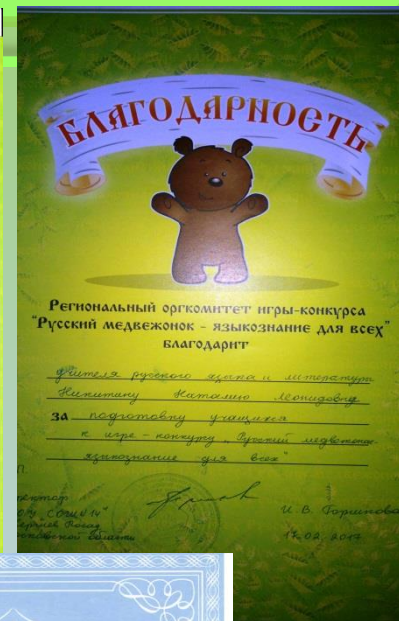 БЛАГОДАРНОСТЬ
Региональный оргкомитет игры-конкурса
"Русский медвежонок - языкознание для всех"
благодарит
Учителя русского языка и литературы
Никитину Наталию Леонидовну
за подготовку учащихся
к игре - конкурсу „Русский медвежонок-
языкознание для всех"
И. В. Горшкова